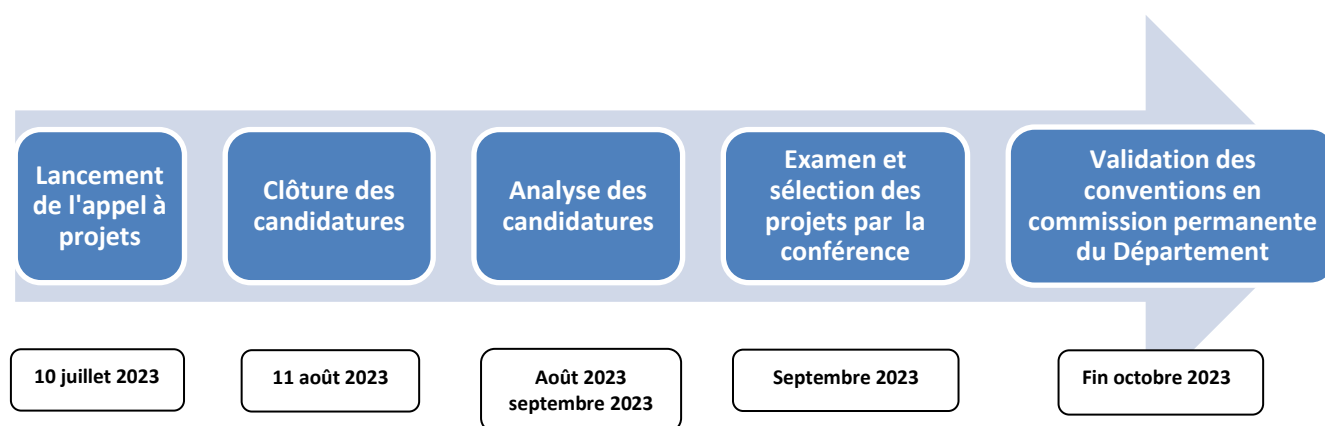 Lancement
de l'appel à
projets
Clôture des
candidatures
Analyse des
candidatures
Examen et
sélection des
projets par la
conférence
Validation des
conventions en
commission permanente
du Département
10 juillet 2023
11 août 2023
Août 2023
septembre 2023
Septembre 2023
Fin octobre 2023